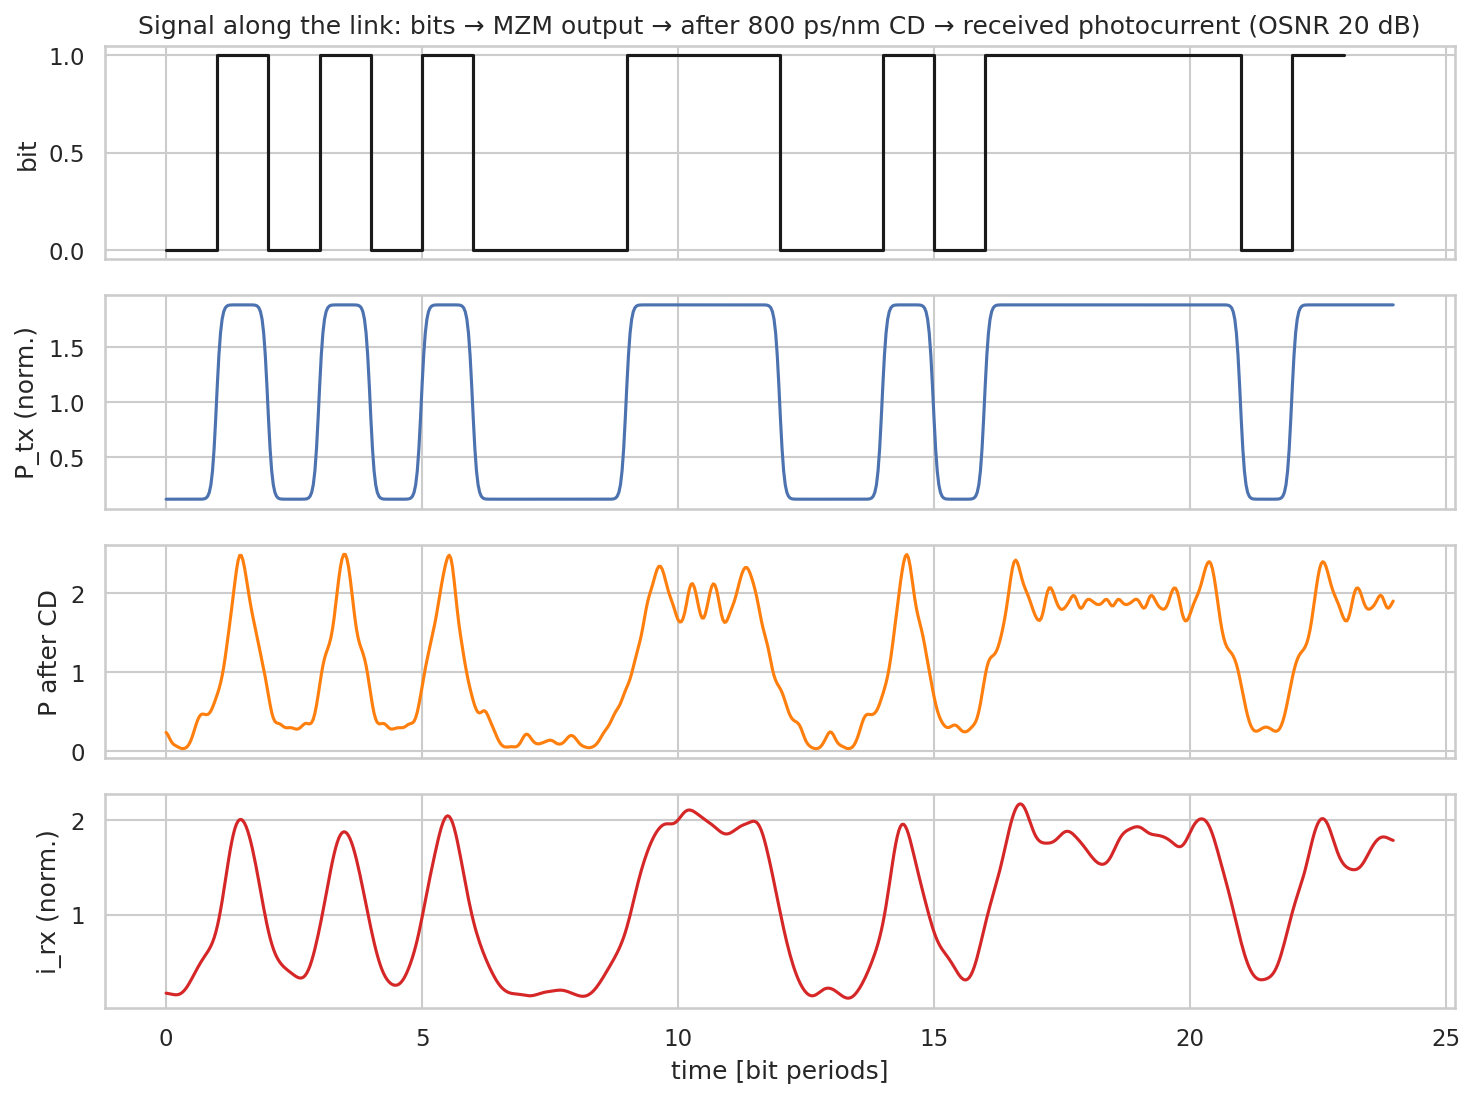 Signal along the link: bits → MZM output → after 800 ps/nm CD → received photocurrent (OSNR 20 dB)
1.0
0.5
0.0
bit
1.5
1.0
0.5
P_tx (norm.)
2
1
0
P after CD
2
1
i_rx (norm.)
0 5 10 15 20 25
time [bit periods]